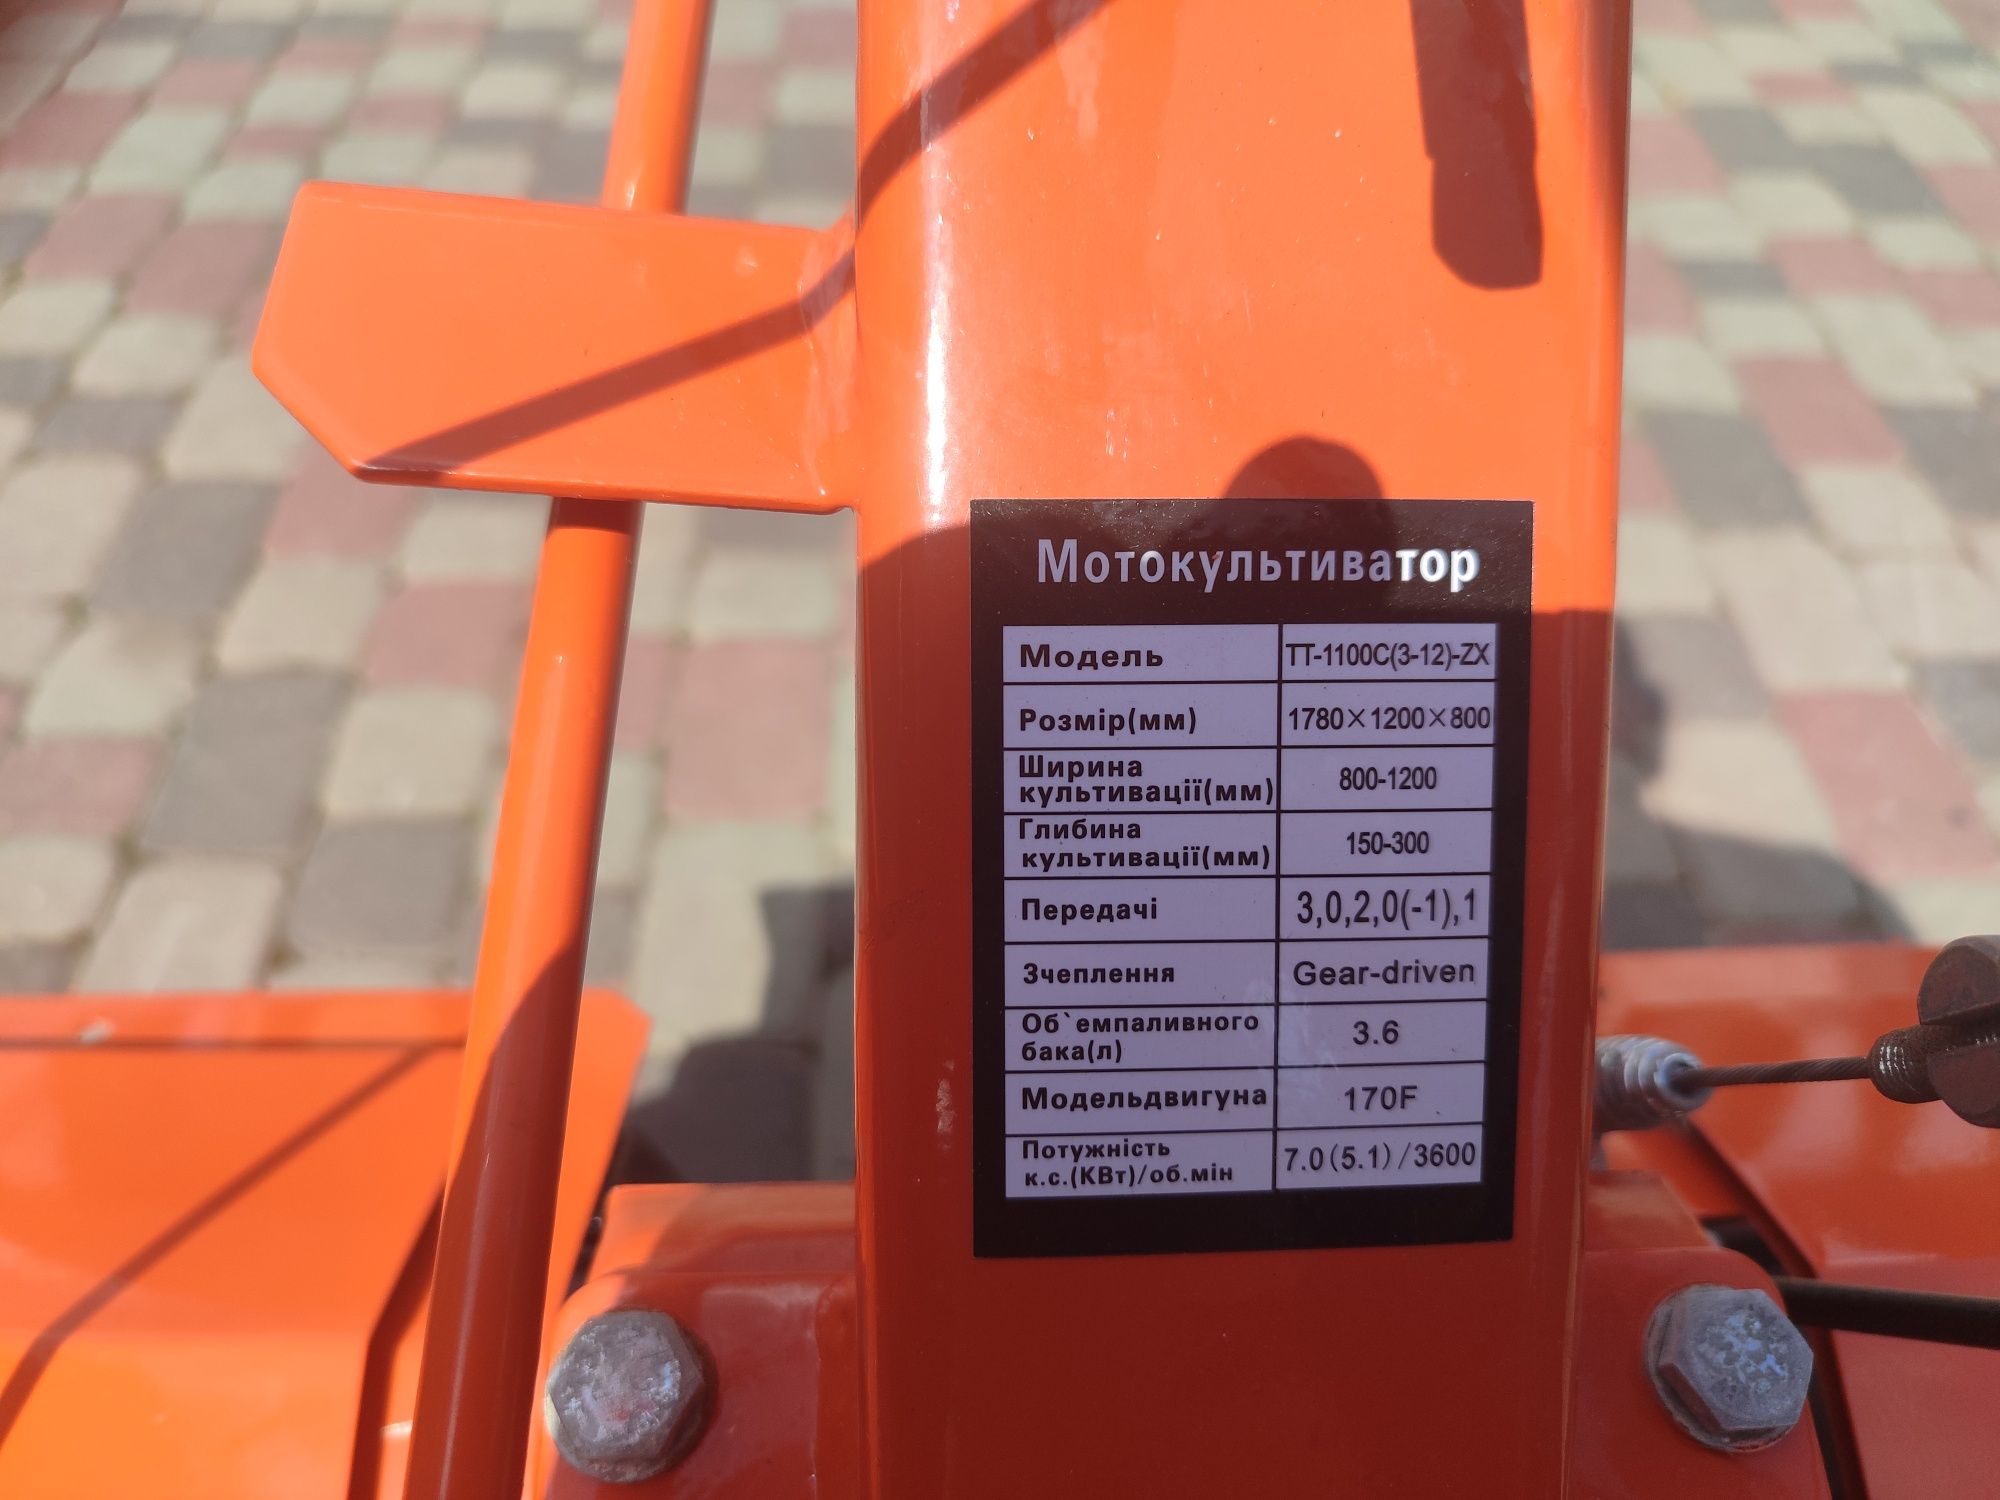 Мотокультиватор
Модель TT-1100C(3-12)-ZX
Розмір(мм) 1780×1200×800
Ширина
культивації(мм) 800-1200
Глибина
культивації(мм) 150-300
Передачі 3,0,2,0(-1),1
Зчеплення Gear-driven
Об`емпаливного
бака(л) 3.6
Модельдвигуна 170F
Потужність
к.с.(КВт)/об.мін 7.0(5.1)/3600